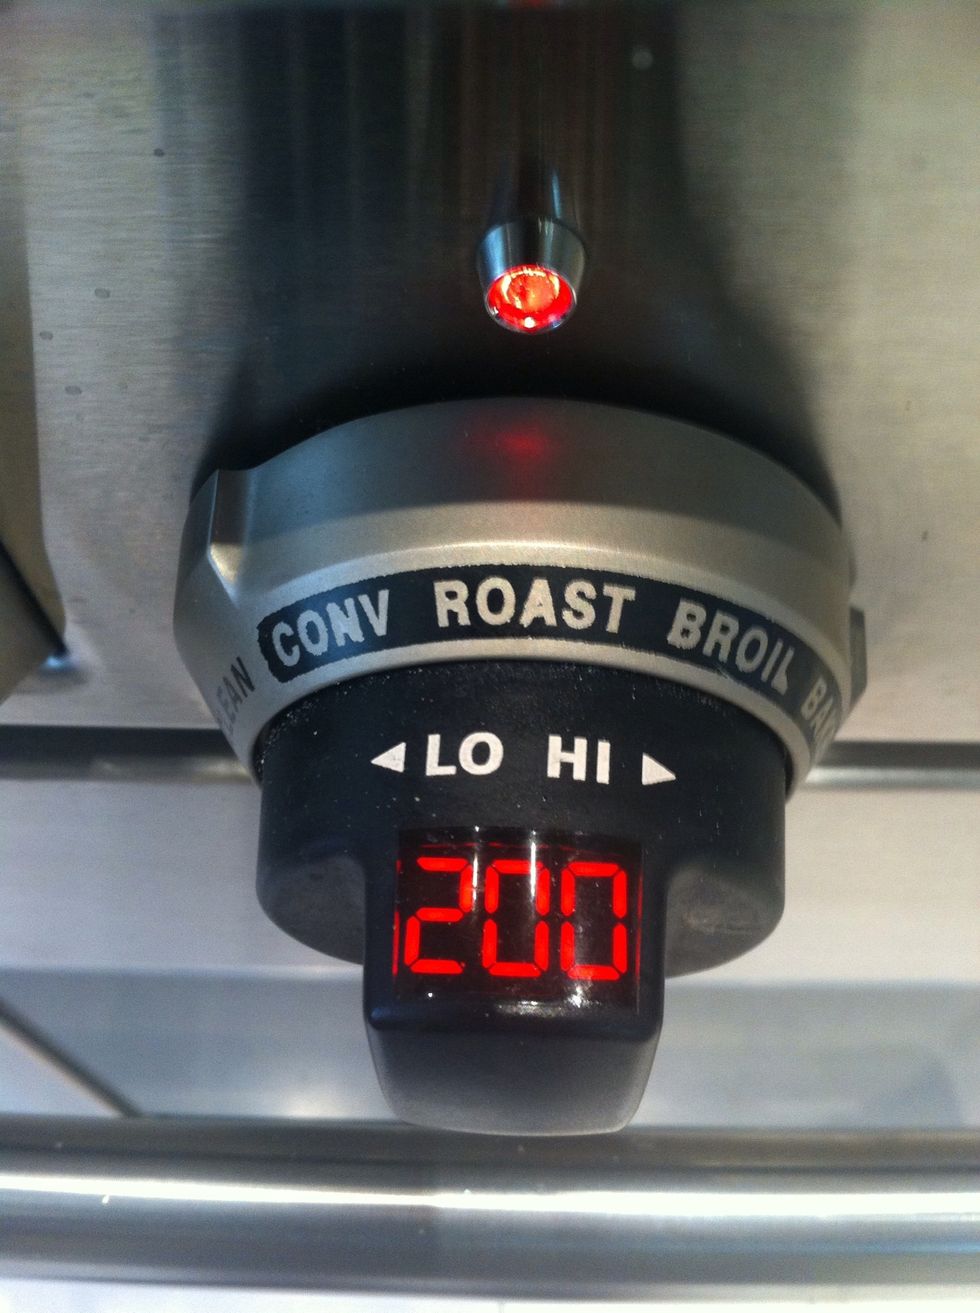 CONV ROAST BROIL
◄ LO HI ►
200